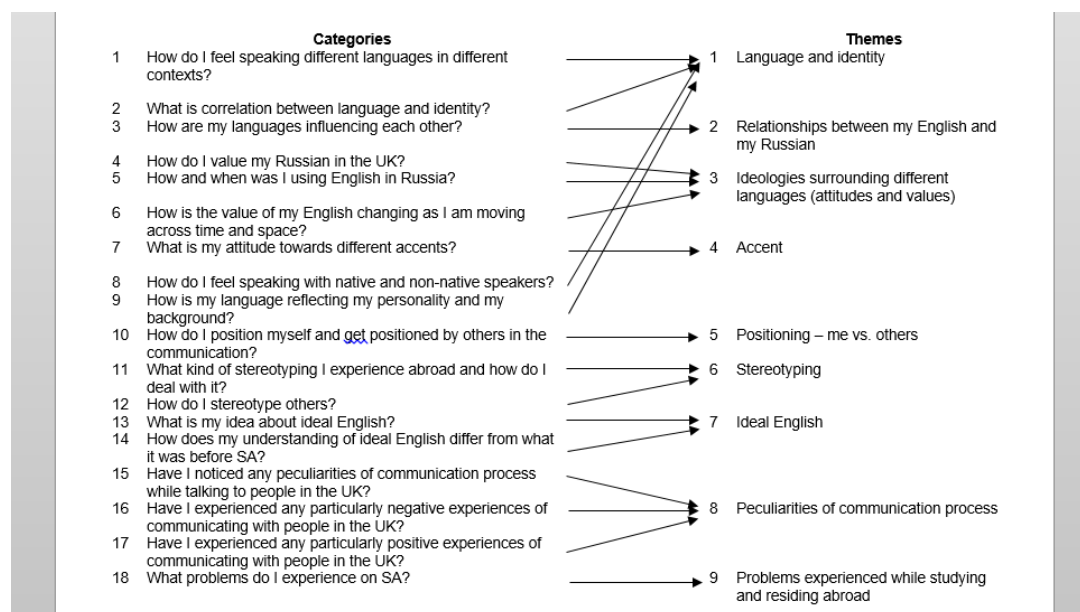 Categories
Themes
1 How do I feel speaking different languages in different
contexts?
1 Language and identity
2 What is correlation between language and identity?
3 How are my languages influencing each other?
2 Relationships between my English and
my Russian
4 How do I value my Russian in the UK?
5 How and when was I using English in Russia?
3 Ideologies surrounding different
languages (attitudes and values)
6 How is the value of my English changing as I am moving
across time and space?
7 What is my attitude towards different accents?
4 Accent
8 How do I feel speaking with native and non-native speakers?
9 How is my language reflecting my personality and my
background?
10 How do I position myself and get positioned by others in the
communication?
5 Positioning – me vs. others
11 What kind of stereotyping I experience abroad and how do I
deal with it?
6 Stereotyping
12 How do I stereotype others?
13 What is my idea about ideal English?
7 Ideal English
14 How does my understanding of ideal English differ from what
it was before SA?
15 Have I noticed any peculiarities of communication process
while talking to people in the UK?
16 Have I experienced any particularly negative experiences of
communicating with people in the UK?
8 Peculiarities of communication process
17 Have I experienced any particularly positive experiences of
communicating with people in the UK?
18 What problems do I experience on SA?
9 Problems experienced while studying
and residing abroad